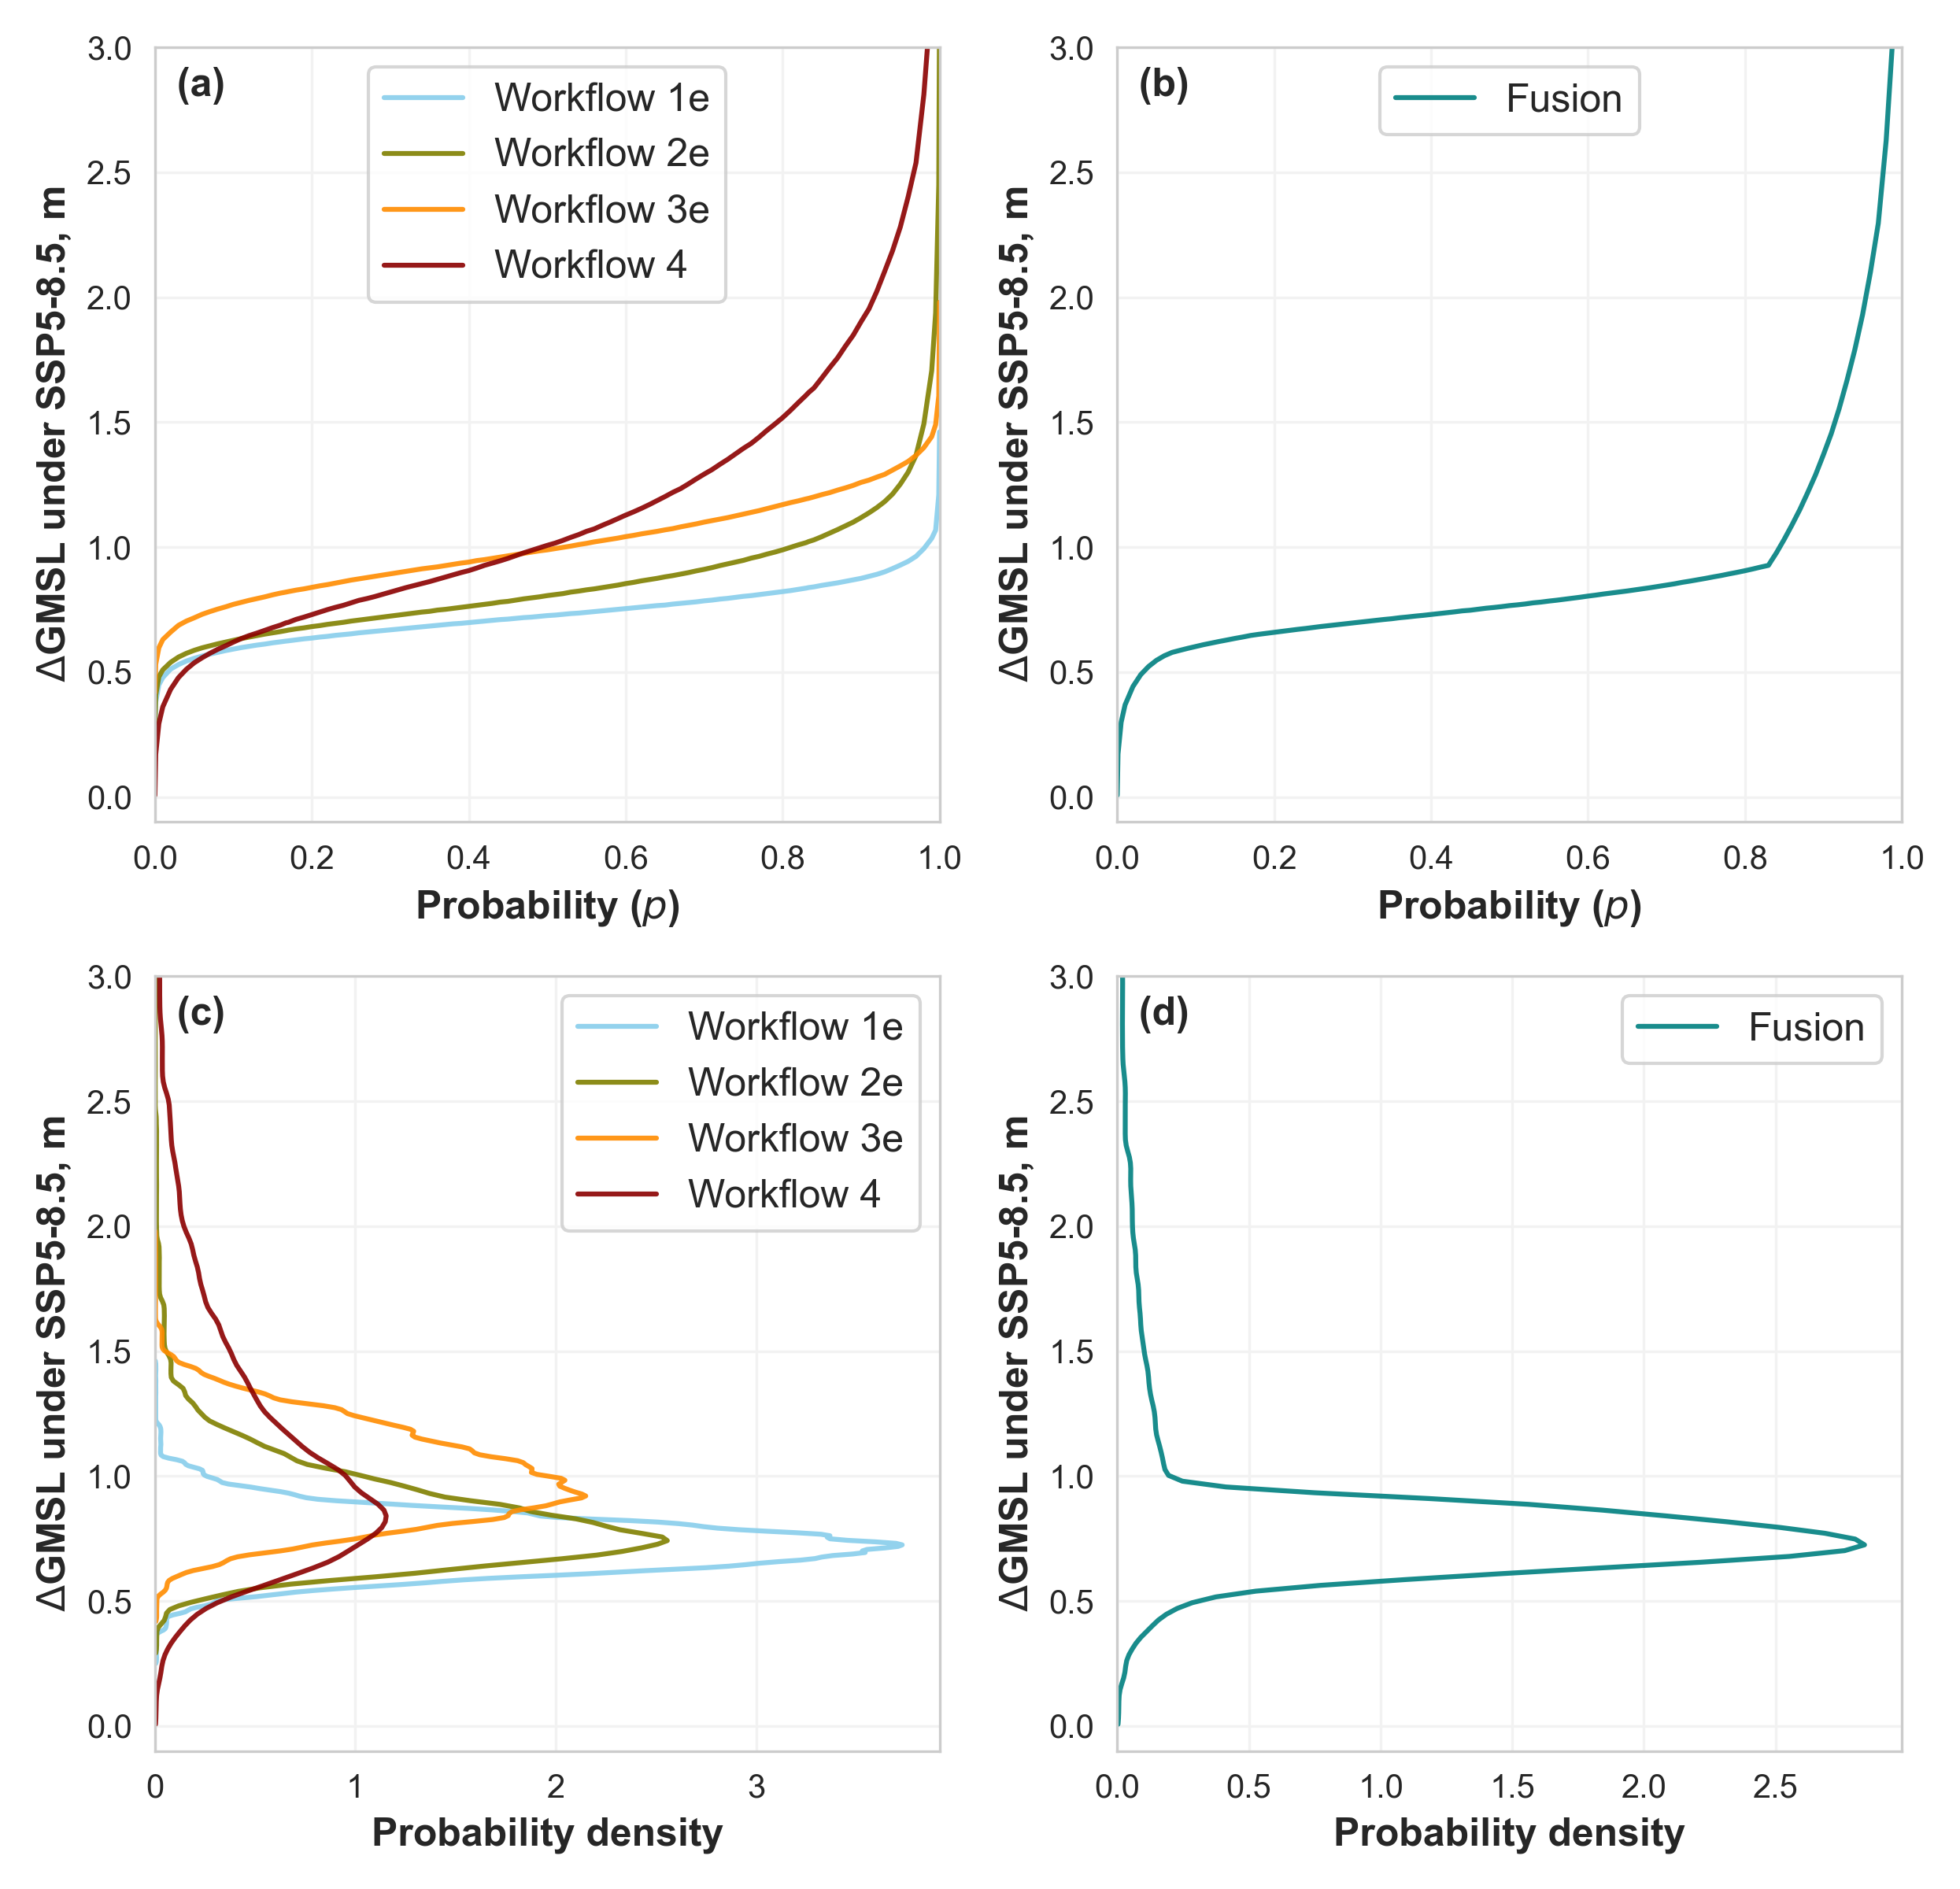 (a)
Workflow 1e
Workflow 2e
Workflow 3e
Workflow 4
3.0
2.5
2.0
1.5
1.0
0.5
0.0
ΔGMSL under SSP5-8.5, m
0.0 0.2 0.4 0.6 0.8 1.0
Probability (p)
(b)
Fusion
3.0
2.5
2.0
1.5
1.0
0.5
0.0
ΔGMSL under SSP5-8.5, m
0.0 0.2 0.4 0.6 0.8 1.0
Probability (p)
(c)
Workflow 1e
Workflow 2e
Workflow 3e
Workflow 4
3.0
2.5
2.0
1.5
1.0
0.5
0.0
ΔGMSL under SSP5-8.5, m
0 1 2 3
Probability density
(d)
Fusion
3.0
2.5
2.0
1.5
1.0
0.5
0.0
ΔGMSL under SSP5-8.5, m
0.0 0.5 1.0 1.5 2.0 2.5
Probability density